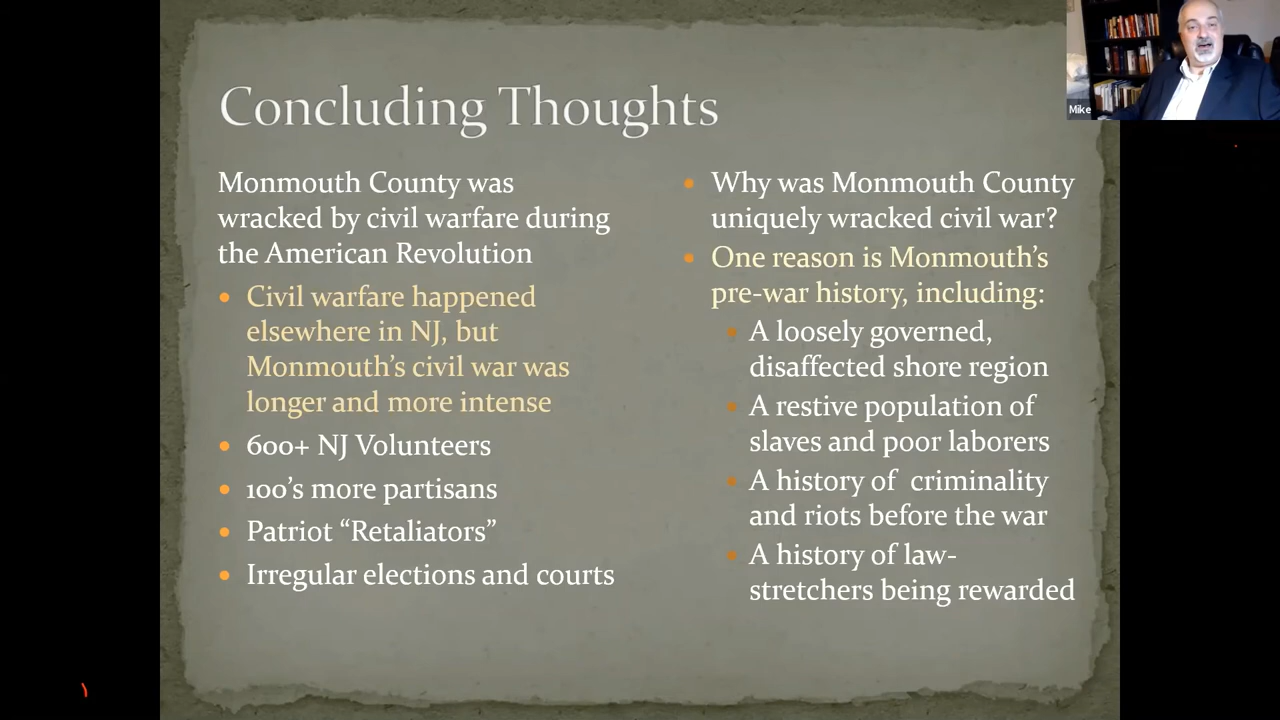 Concluding Thoughts
Monmouth County was
wracked by civil warfare during
the American Revolution
Civil warfare happened
elsewhere in NJ, but
Monmouth's civil war was
longer and more intense
600+ NJ Volunteers
100's more partisans
Patriot “Retaliators”
Irregular elections and courts
Why was Monmouth County
uniquely wracked civil war?
One reason is Monmouth's
pre-war history, including:
A loosely governed,
disaffected shore region
A restive population of
slaves and poor laborers
A history of criminality
and riots before the war
A history of law-
stretchers being rewarded
Mike